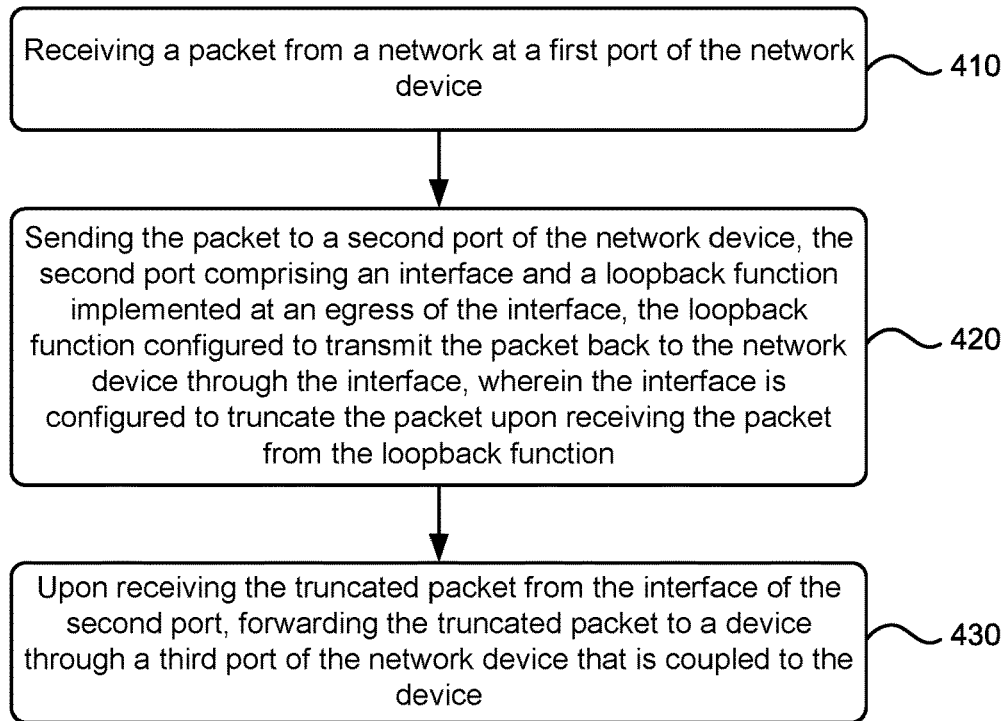 Receiving a packet from a network at a first port of the network
device
410
Sending the packet to a second port of the network device, the
second port comprising an interface and a loopback function
implemented at an egress of the interface, the loopback
function configured to transmit the packet back to the network
device through the interface, wherein the interface is
configured to truncate the packet upon receiving the packet
from the loopback function
420
Upon receiving the truncated packet from the interface of the
second port, forwarding the truncated packet to a device
through a third port of the network device that is coupled to the
device
430